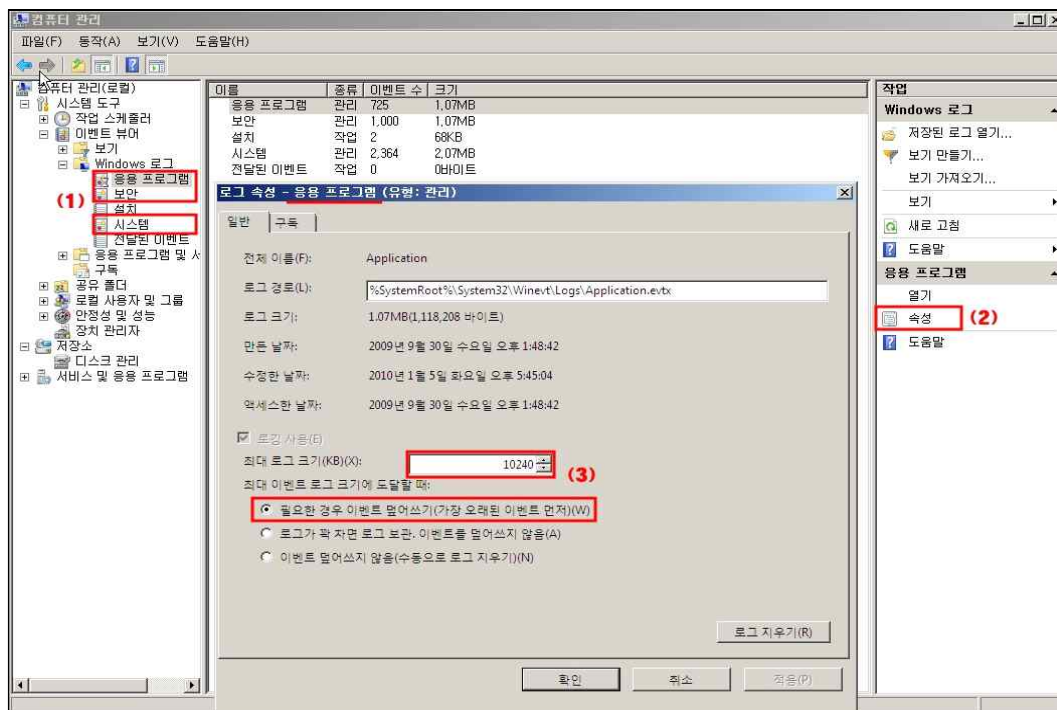 컴퓨터 관리
파일(F) 동작(A) 보기(V) 도움말(H)
컴퓨터 관리(로컬)
시스템 도구
작업 스케줄러
이벤트 뷰어
보기
Windows 로그
응용 프로그램
(1)
보안
설치
시스템
전달된 이벤트
응용 프로그램 및 서
구독
공유 폴더
로컬 사용자 및 그룹
안정성 및 성능
장치 관리자
저장소
디스크 관리
서비스 및 응용 프로그램
이름 종류 이벤트 수 크기
응용 프로그램 관리 725 1,07MB
보안 관리 1,000 1,07MB
설치 작업 2 68KB
시스템 관리 2,364 2,07MB
전달된 이벤트 작업 0 0바이트
로그 속성 - 응용 프로그램 (유형: 관리)
일반 구독
전체 이름(F): Application
로그 경로(L): %SystemRoot%\System32\Winevt\Logs\Application.evtx
로그 크기: 1.07MB(1,118,208 바이트)
만든 날짜: 2009년 9월 30일 수요일 오후 1:48:42
수정한 날짜: 2010년 1월 5일 화요일 오후 5:45:04
액세스한 날짜: 2009년 9월 30일 수요일 오후 1:48:42
로깅 사용(E)
최대 로그 크기(KB)(X): 10240 (3)
최대 이벤트 로그 크기에 도달할 때:
필요한 경우 이벤트 덮어쓰기(가장 오래된 이벤트 먼저)(W)
로그가 꽉 차면 로그 보관. 이벤트를 덮어쓰지 않음(A)
이벤트 덮어쓰지 않음(수동으로 로그 지우기)(N)
로그 지우기(R)
확인 취소 적용(P)
작업
Windows 로그
저장된 로그 열기...
보기 만들기...
보기 가져오기...
보기
새로 고침
도움말
응용 프로그램
열기
속성 (2)
도움말